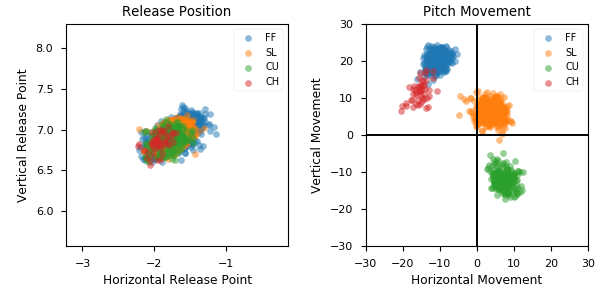 Release Position
Vertical Release Point
8.0
7.5
7.0
6.5
6.0
FF
SL
CU
CH
−3
−2
−1
Horizontal Release Point
Pitch Movement
Vertical Movement
30
20
10
0
−10
−20
−30
FF
SL
CU
CH
−30
−20
−10
0
10
20
30
Horizontal Movement